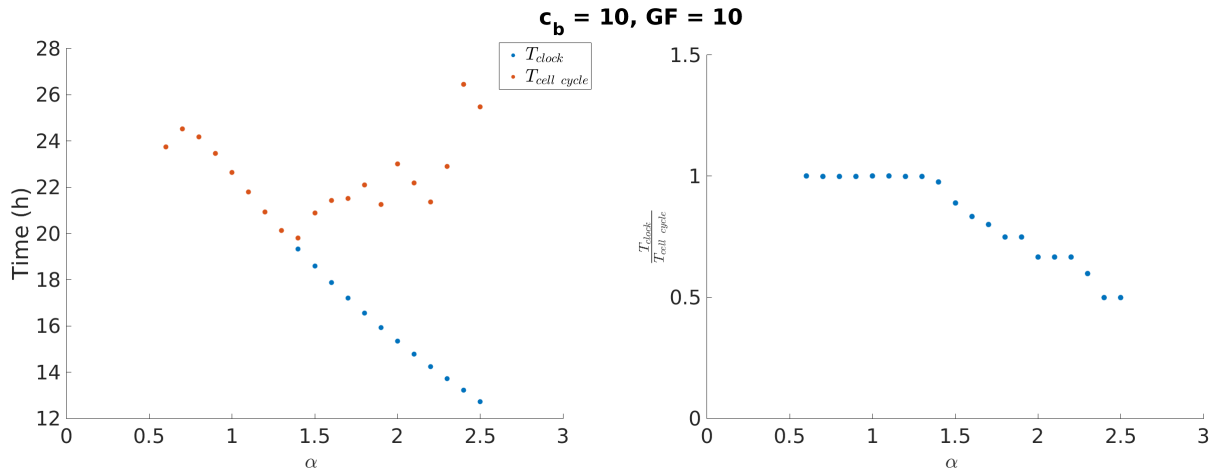 c_b = 10, GF = 10
28
26
24
22
20
18
16
14
12
Time (h)
0 0.5 1 1.5 2 2.5 3
α
T_clock
T_cell cycle
1.5
1
0.5
0
T_clock
T_cell cycle
0 0.5 1 1.5 2 2.5 3
α